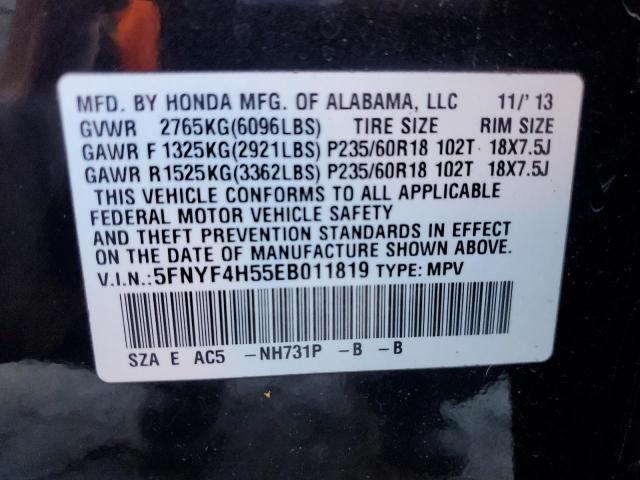 MFD. BY HONDA MFG. OF ALABAMA, LLC 11/'13
GVWR 2765KG(6096LBS) TIRE SIZE RIM SIZE
GAWR F 1325KG(2921LBS) P235/60R18 102T 18X7.5J
GAWR R 1525KG(3362LBS) P235/60R18 102T 18X7.5J
THIS VEHICLE CONFORMS TO ALL APPLICABLE
FEDERAL MOTOR VEHICLE SAFETY
AND THEFT PREVENTION STANDARDS IN EFFECT
ON THE DATE OF MANUFACTURE SHOWN ABOVE.
V.I.N.:5FNYF4H55EB011819 TYPE: MPV
SZA E AC5 -NH731P -B -B